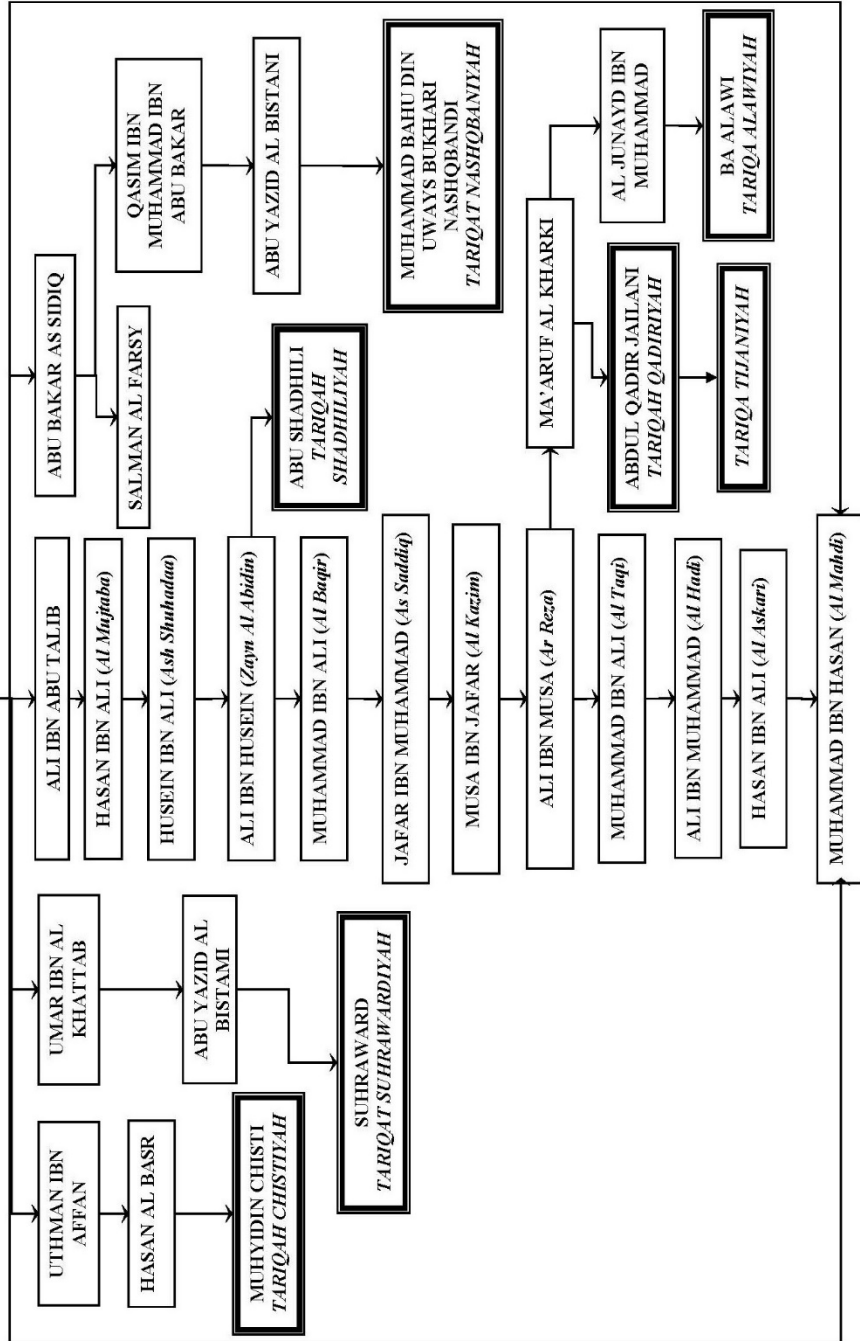 UTHMAN IBN
AFFAN
HASAN AL BASR
MUHYIDIN CHISTI
TARIQAH CHISTIYAH
UMAR IBN AL
KHATTAB
ABU YAZID AL
BISTAMI
SUHRAWARD
TARIQAT SUHRAWARDIYAH
ALI IBN ABU TALIB
HASAN IBN ALI (Al Mujtaba)
HUSEIN IBN ALI (Ash Shuhadaa)
ALI IBN HUSEIN (Zayn Al Abidin)
MUHAMMAD IBN ALI (Al Baqir)
JAFAR IBN MUHAMMAD (As Saddiq)
MUSA IBN JAFAR (Al Kazim)
ALI IBN MUSA (Ar Reza)
MUHAMMAD IBN ALI (Al Taqi)
ALI IBN MUHAMMAD (Al Hadi)
HASAN IBN ALI (Al Askari)
MUHAMMAD IBN HASAN (Al Mahdi)
ABU SHADHILI
TARIQAH
SHADHILIYAH
ABU BAKAR AS SIDIQ
SALMAN AL FARSY
QASIM IBN
MUHAMMAD IBN
ABU BAKAR
ABU YAZID AL BISTANI
MUHAMMAD BAHU DIN
UWAYS BUKHARI
NASHQBANDI
TARIQAT NASHQBANIYAH
MA'ARUF AL KHARKI
ABDUL QADIR JAILANI
TARIQAH QADIRIYAH
TARIQA TIJANIYAH
AL JUNAYD IBN
MUHAMMAD
BA ALAWI
TARIQA ALAWIYAH